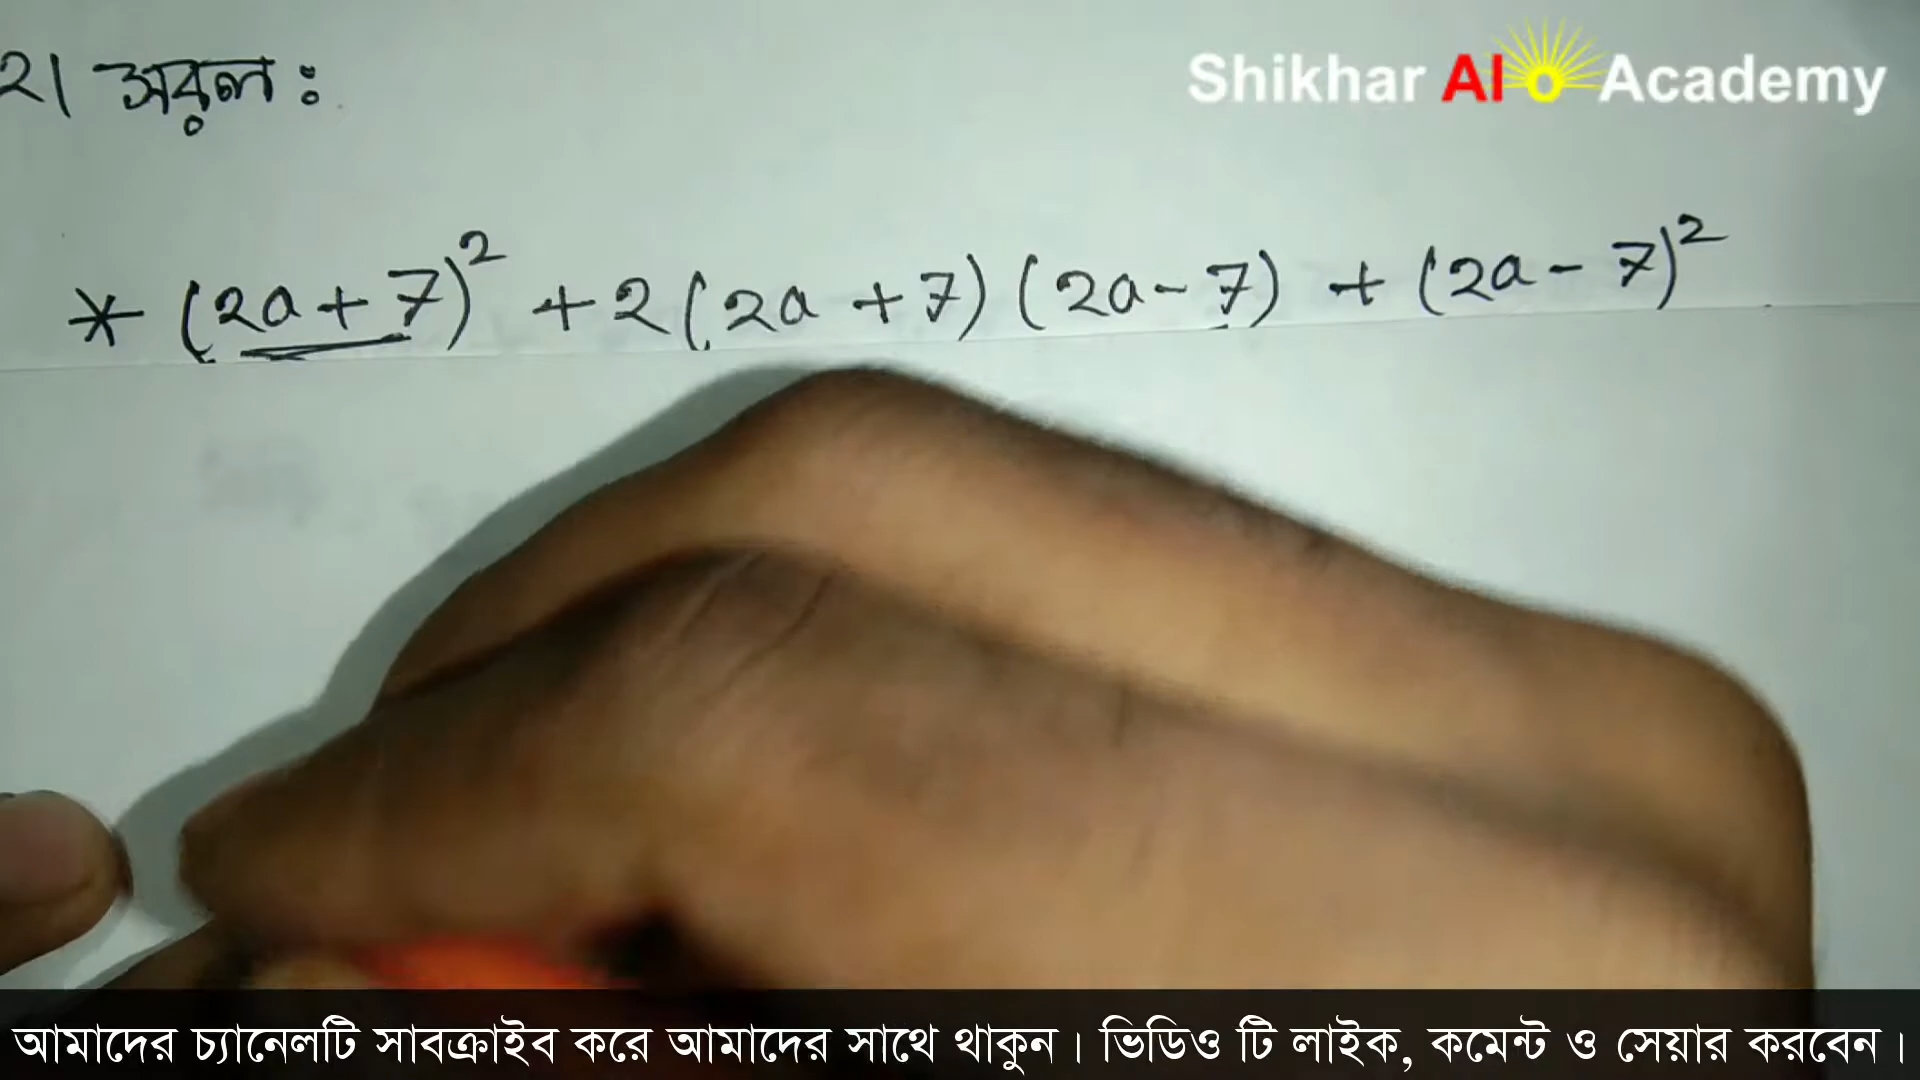 ২। সরল :
Shikhar Alo Academy
* (2a + 7)² + 2 (2a + 7) (2a - 7) + (2a - 7)²
আমাদের চ্যানেলটি সাবক্রাইব করে আমাদের সাথে থাকুন। ভিডিও টি লাইক, কমেন্ট ও সেয়ার করবেন।